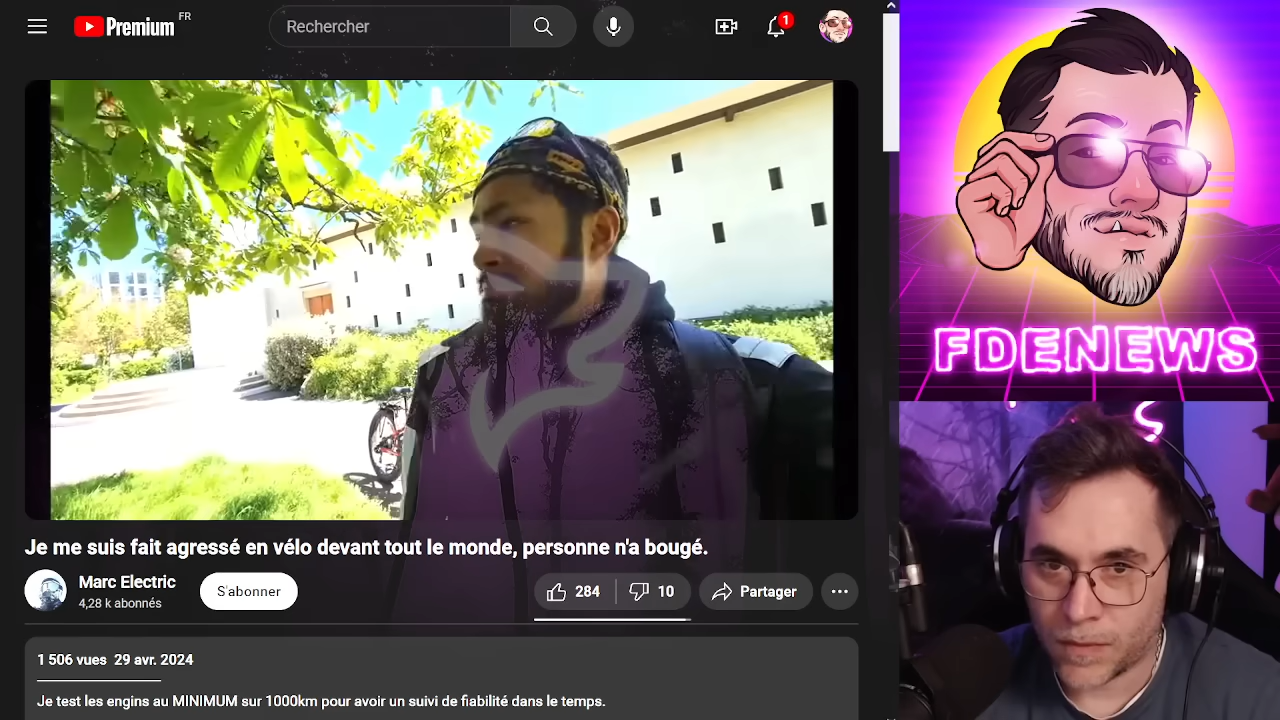 Premium FR
Rechercher
1
FDENEWS
Je me suis fait agressé en vélo devant tout le monde, personne n'a bougé.
Marc Electric
4,28 k abonnés
S'abonner
284
10
Partager
1 506 vues 29 avr. 2024
Je test les engins au MINIMUM sur 1000km pour avoir un suivi de fiabilité dans le temps.